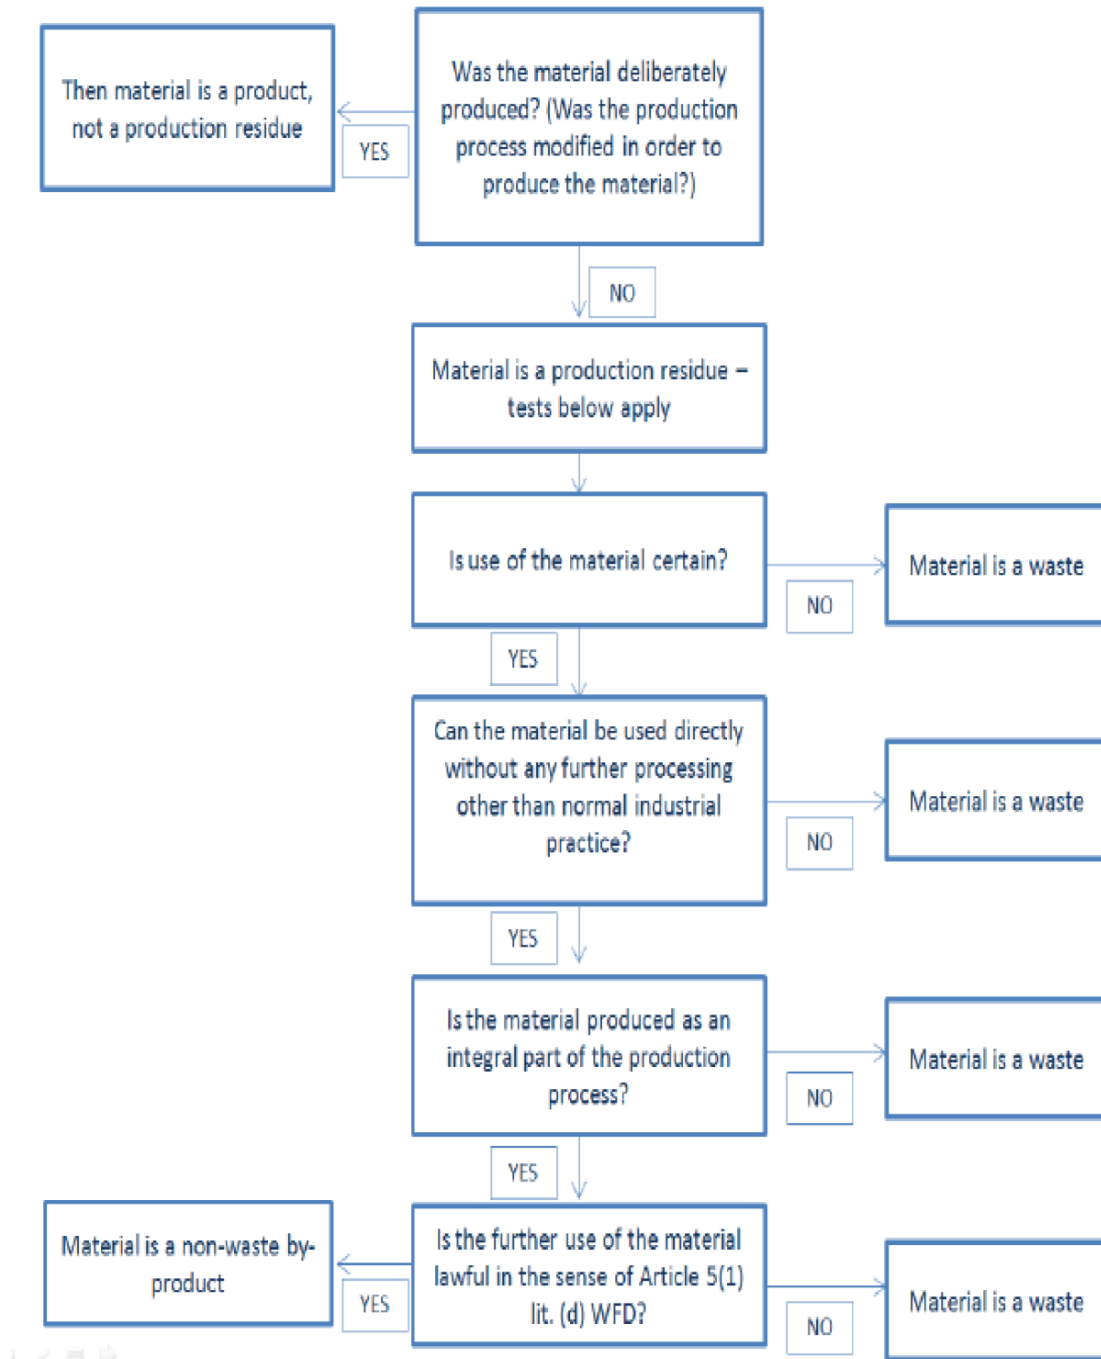 Was the material deliberately
produced? (Was the production
process modified in order to
produce the material?)
YES
Then material is a product,
not a production residue
NO
Material is a production residue –
tests below apply
Is use of the material certain?
NO
Material is a waste
YES
Can the material be used directly
without any further processing
other than normal industrial
practice?
NO
Material is a waste
YES
Is the material produced as an
integral part of the production
process?
NO
Material is a waste
YES
Is the further use of the material
lawful in the sense of Article 5(1)
lit. (d) WFD?
YES
Material is a non-waste by-
product
NO
Material is a waste